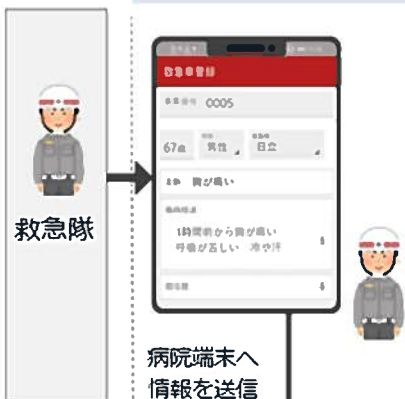 救急隊
0005
67歳
男性
日立
胸が痛い
1時間前から胸が痛い
呼吸が苦しい 冷や汗
病院端末へ
情報を送信